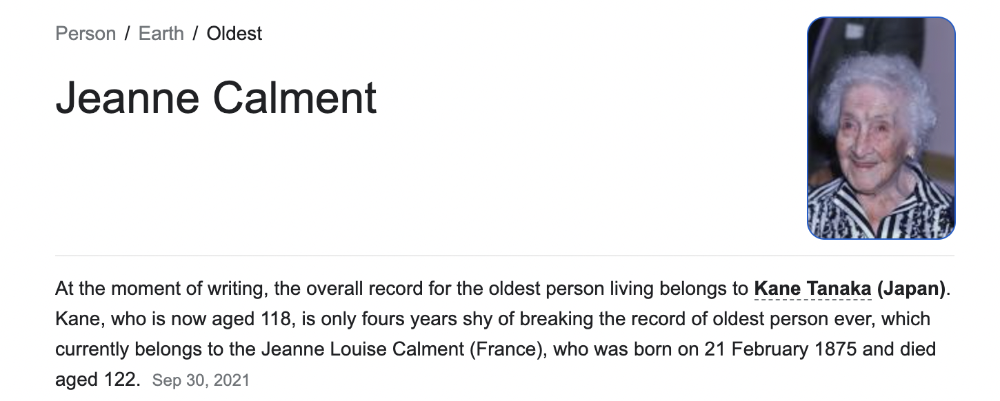 Person / Earth / Oldest
Jeanne Calment
At the moment of writing, the overall record for the oldest person living belongs to Kane Tanaka (Japan).
Kane, who is now aged 118, is only fours years shy of breaking the record of oldest person ever, which
currently belongs to the Jeanne Louise Calment (France), who was born on 21 February 1875 and died
aged 122. Sep 30, 2021